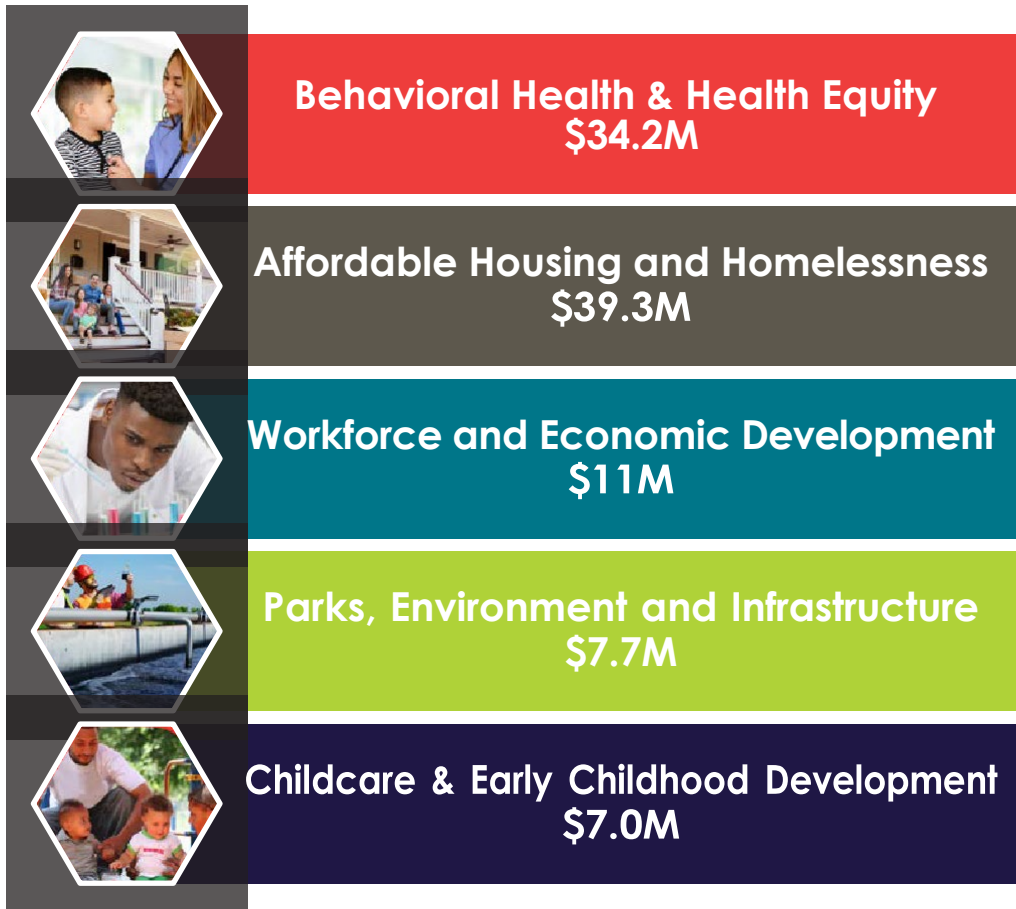 Behavioral Health & Health Equity
$34.2M
Affordable Housing and Homelessness
$39.3M
Workforce and Economic Development
$11M
Parks, Environment and Infrastructure
$7.7M
Childcare & Early Childhood Development
$7.0M